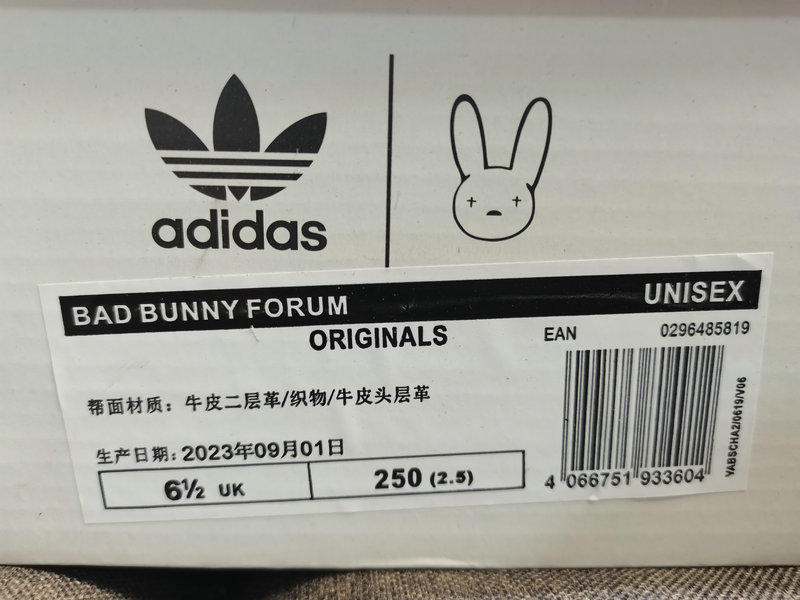 adidas
BAD BUNNY FORUM
UNISEX
ORIGINALS
EAN
0296485819
帮面材质：牛皮二层革/织物/牛皮头层革
生产日期：2023年09月01日
6½ UK
250 (2.5)
4 066751 933604
VABSCHA2/0619/V06